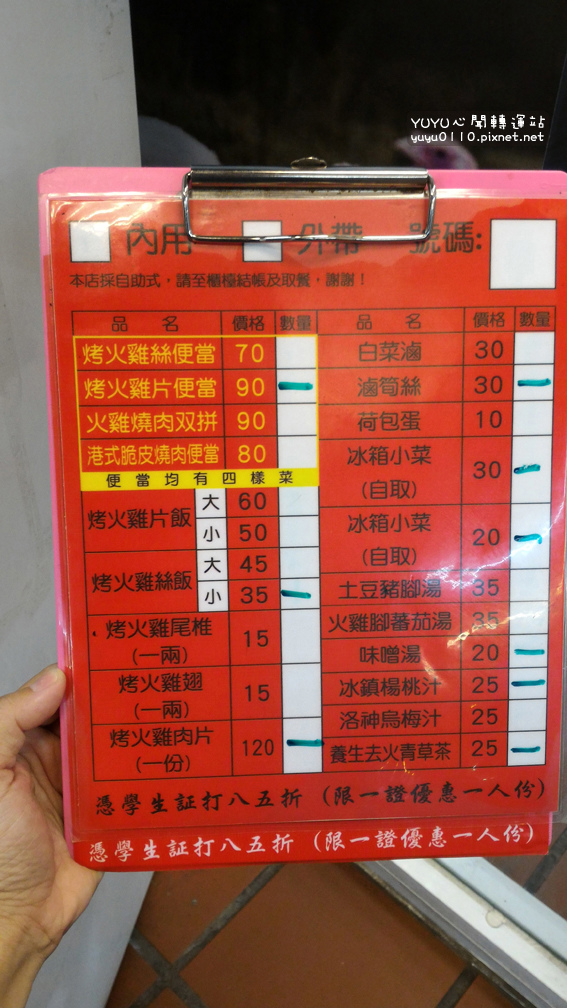 YUYU心聞轉運站
yuyu0110.pixnet.net
內用 外帶 號碼:
本店採自助式，請至櫃檯結帳及取餐，謝謝！
品名 價格 數量
烤火雞絲便當 70
烤火雞片便當 90
火雞燒肉双拼 90
港式脆皮燒肉便當 80
便當均有四樣菜
烤火雞片飯 大 60
小 50
烤火雞絲飯 大 45
小 35
烤火雞尾椎
(一兩) 15
烤火雞翅
(一兩) 15
烤火雞肉片
(一份) 120
品名 價格 數量
白菜滷 30
滷筍絲 30
荷包蛋 10
冰箱小菜
(自取) 30
冰箱小菜
(自取) 20
土豆豬腳湯 35
火雞腳蕃茄湯 35
味噌湯 20
冰鎮楊桃汁 25
洛神烏梅汁 25
養生去火青草茶 25
憑學生証打八五折 (限一證優惠一人份)
憑學生証打八五折 (限一證優惠一人份)